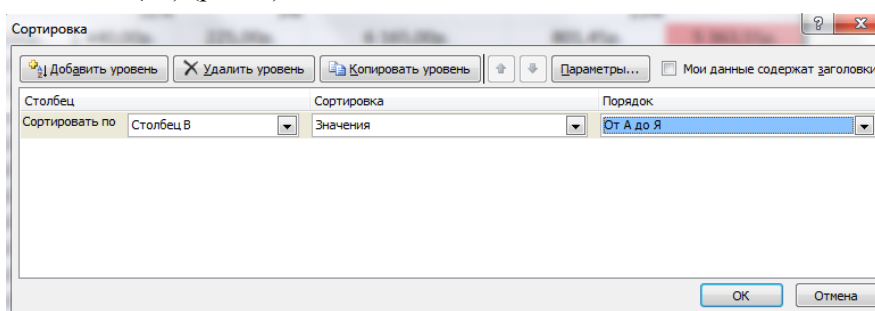 Сортировка
Добавить уровень Удалить уровень Копировать уровень Параметры... Мои данные содержат заголовки
Столбец Сортировка Порядок
Сортировать по Столбец B Значения От А до Я
ОК Отмена